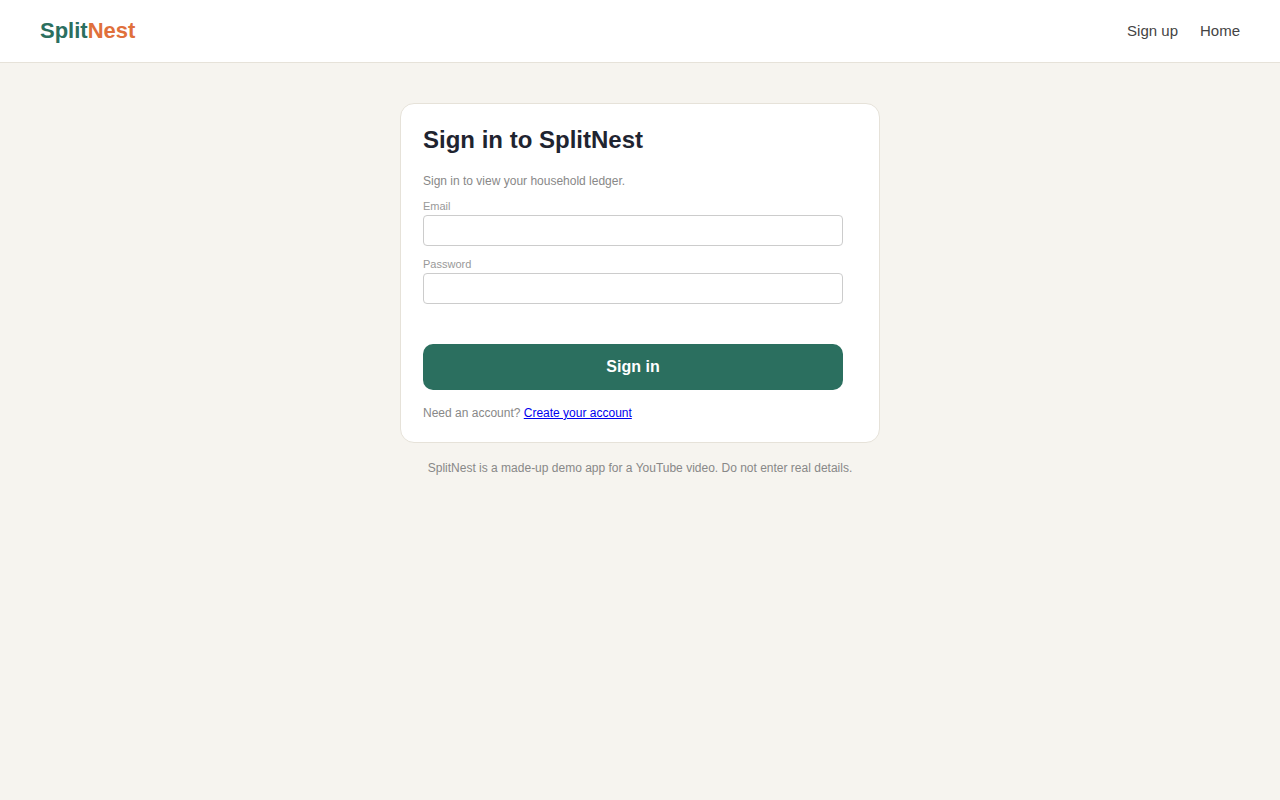 SplitNest
Sign up
Home
Sign in to SplitNest
Sign in to view your household ledger.
Email
Password
Sign in
Need an account? Create your account
SplitNest is a made-up demo app for a YouTube video. Do not enter real details.